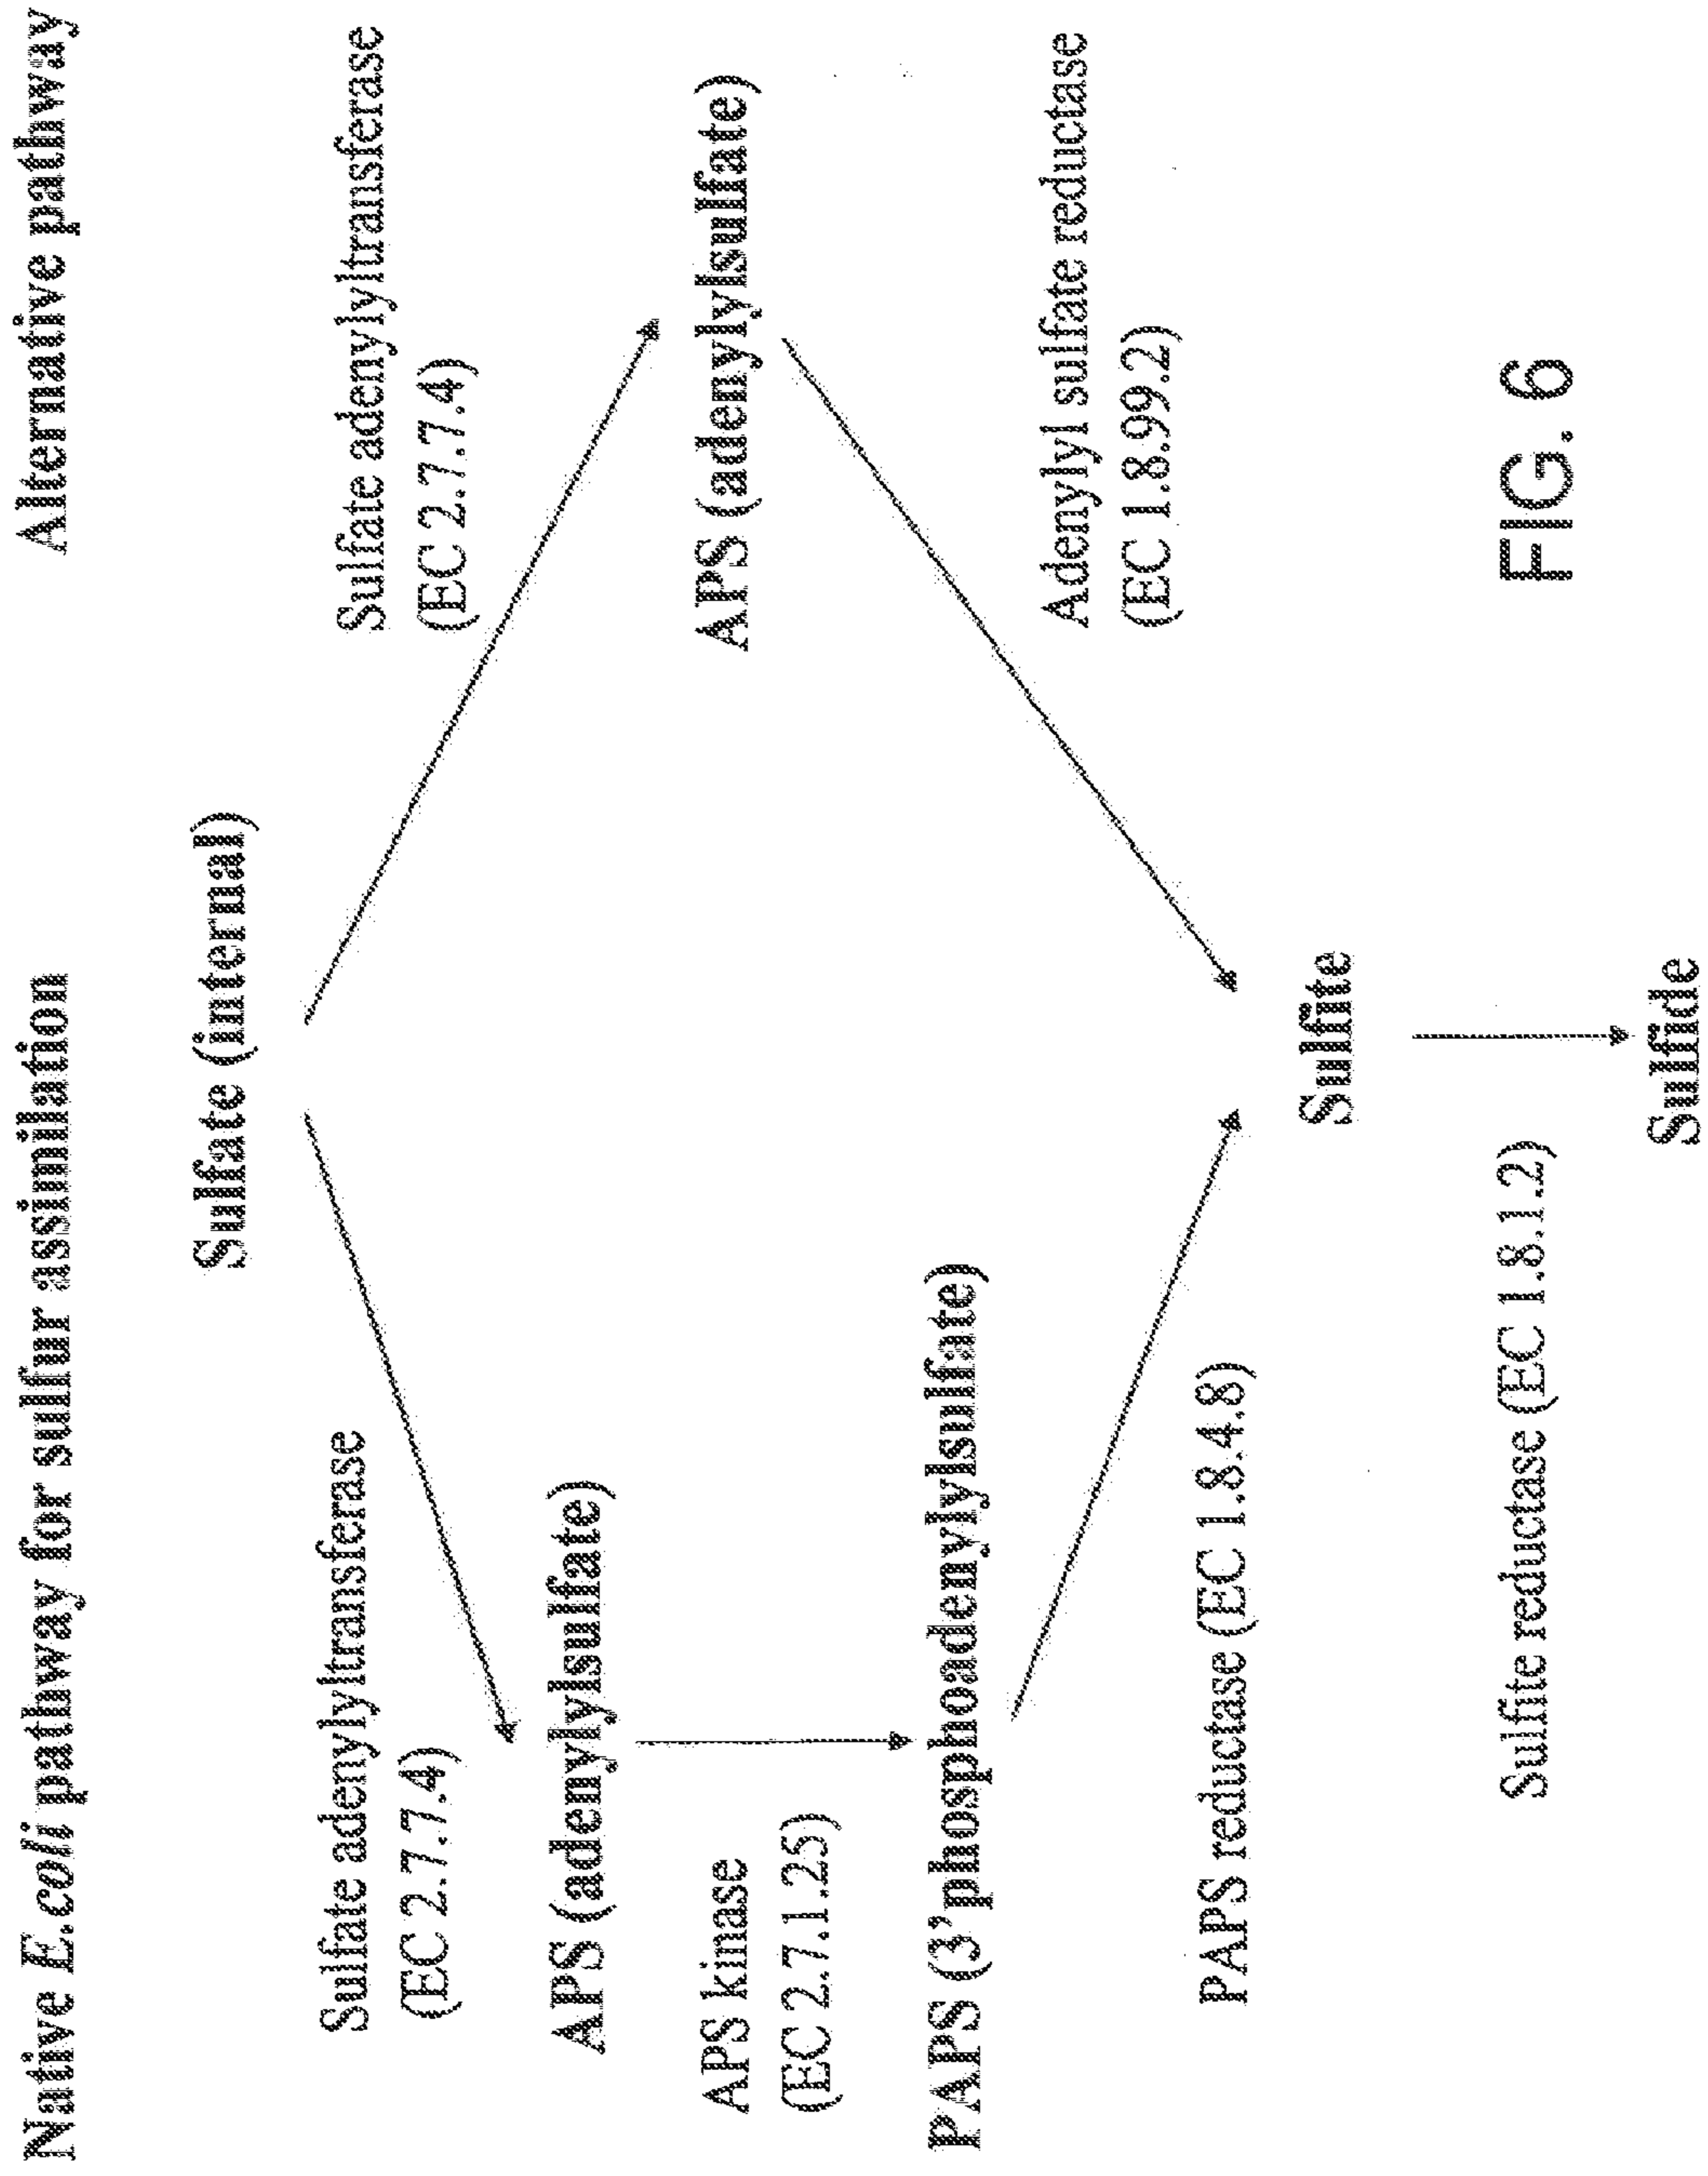 Native E.coli pathway for sulfur assimilation
Alternative pathway
Sulfate (internal)
Sulfate adenylyltransferase
(EC 2.7.7.4)
Sulfate adenylyltransferase
(EC 2.7.7.4)
APS (adenylylsulfate)
APS (adenylylsulfate)
APS kinase
(EC 2.7.1.25)
PAPS (3’phosphoadenylylsulfate)
Adenylyl sulfate reductase
(EC 1.8.99.2)
PAPS reductase (EC 1.8.4.8)
Sulfite
Sulfite reductase (EC 1.8.1.2)
Sulfide
FIG. 6